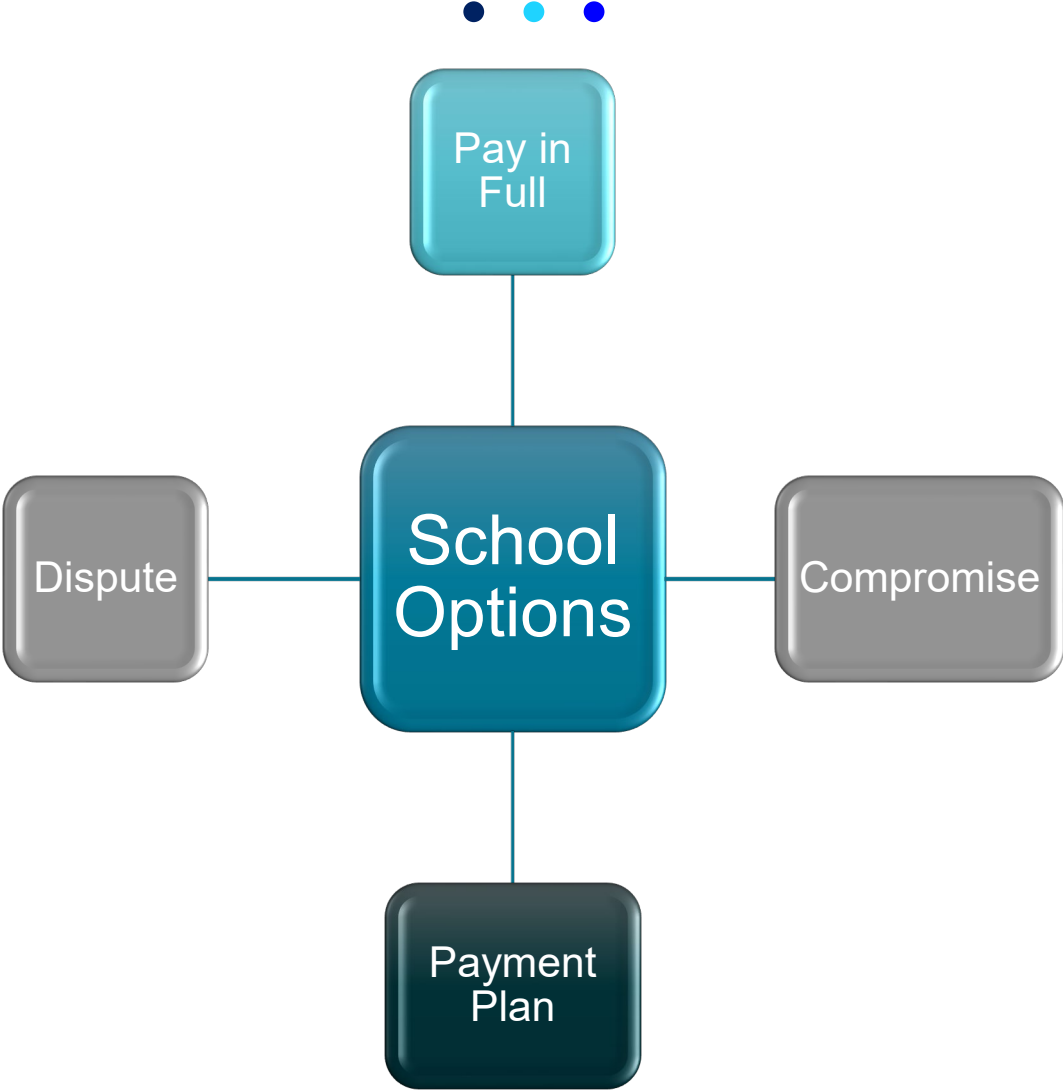 Pay in
Full
Dispute
School
Options
Compromise
Payment
Plan